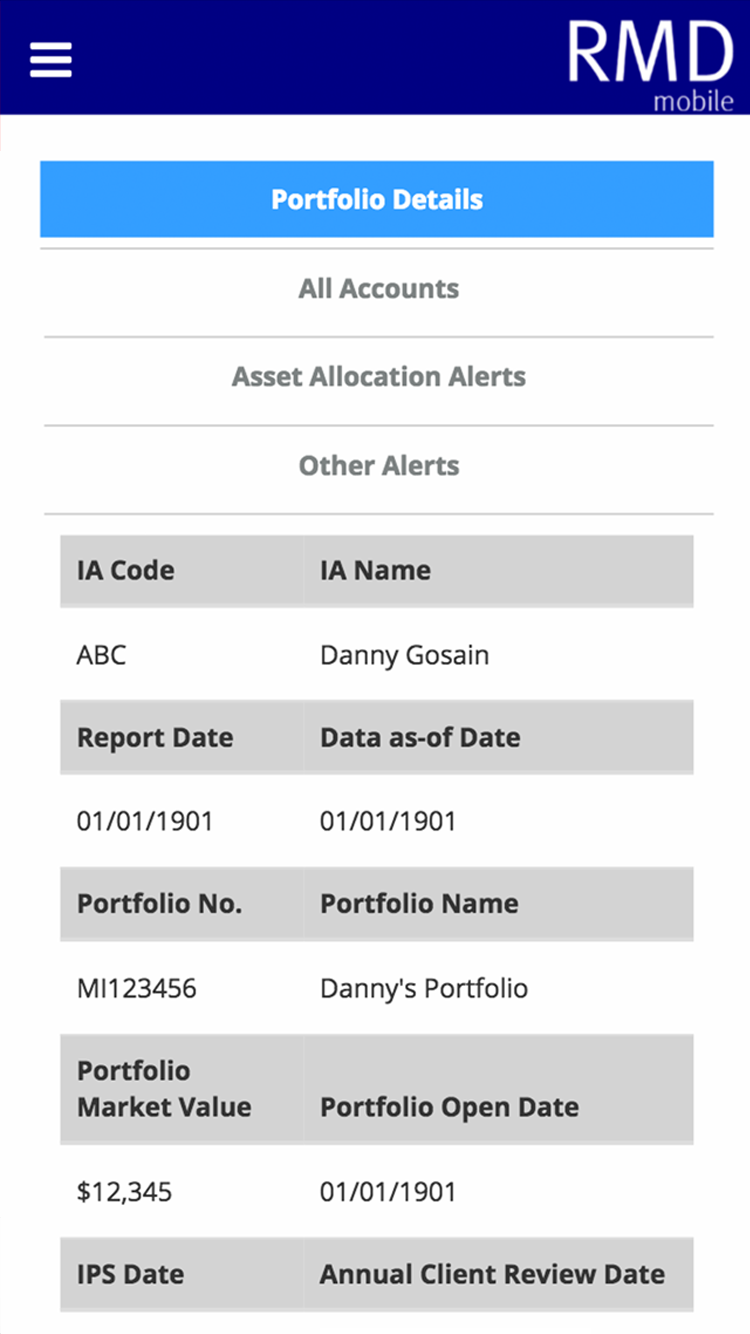 RMD
mobile
Portfolio Details
All Accounts
Asset Allocation Alerts
Other Alerts
IA Code IA Name
ABC Danny Gosain
Report Date Data as-of Date
01/01/1901 01/01/1901
Portfolio No. Portfolio Name
MI123456 Danny's Portfolio
Portfolio
Market Value Portfolio Open Date
$12,345 01/01/1901
IPS Date Annual Client Review Date